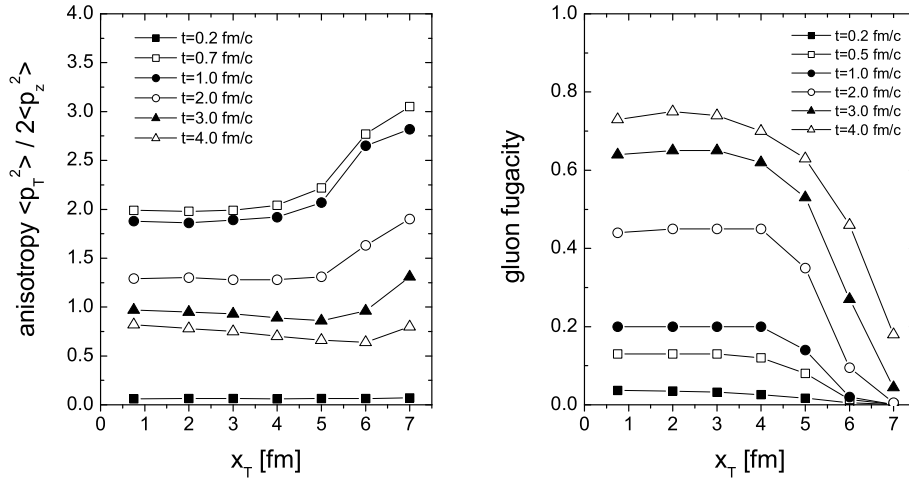 anisotropy <p_T^2> / 2<p_z^2>
4.0
3.5
3.0
2.5
2.0
1.5
1.0
0.5
0.0
t=0.2 fm/c
t=0.7 fm/c
t=1.0 fm/c
t=2.0 fm/c
t=3.0 fm/c
t=4.0 fm/c
0 1 2 3 4 5 6 7
x_T [fm]
gluon fugacity
1.0
0.8
0.6
0.4
0.2
0.0
t=0.2 fm/c
t=0.5 fm/c
t=1.0 fm/c
t=2.0 fm/c
t=3.0 fm/c
t=4.0 fm/c
0 1 2 3 4 5 6 7
x_T [fm]